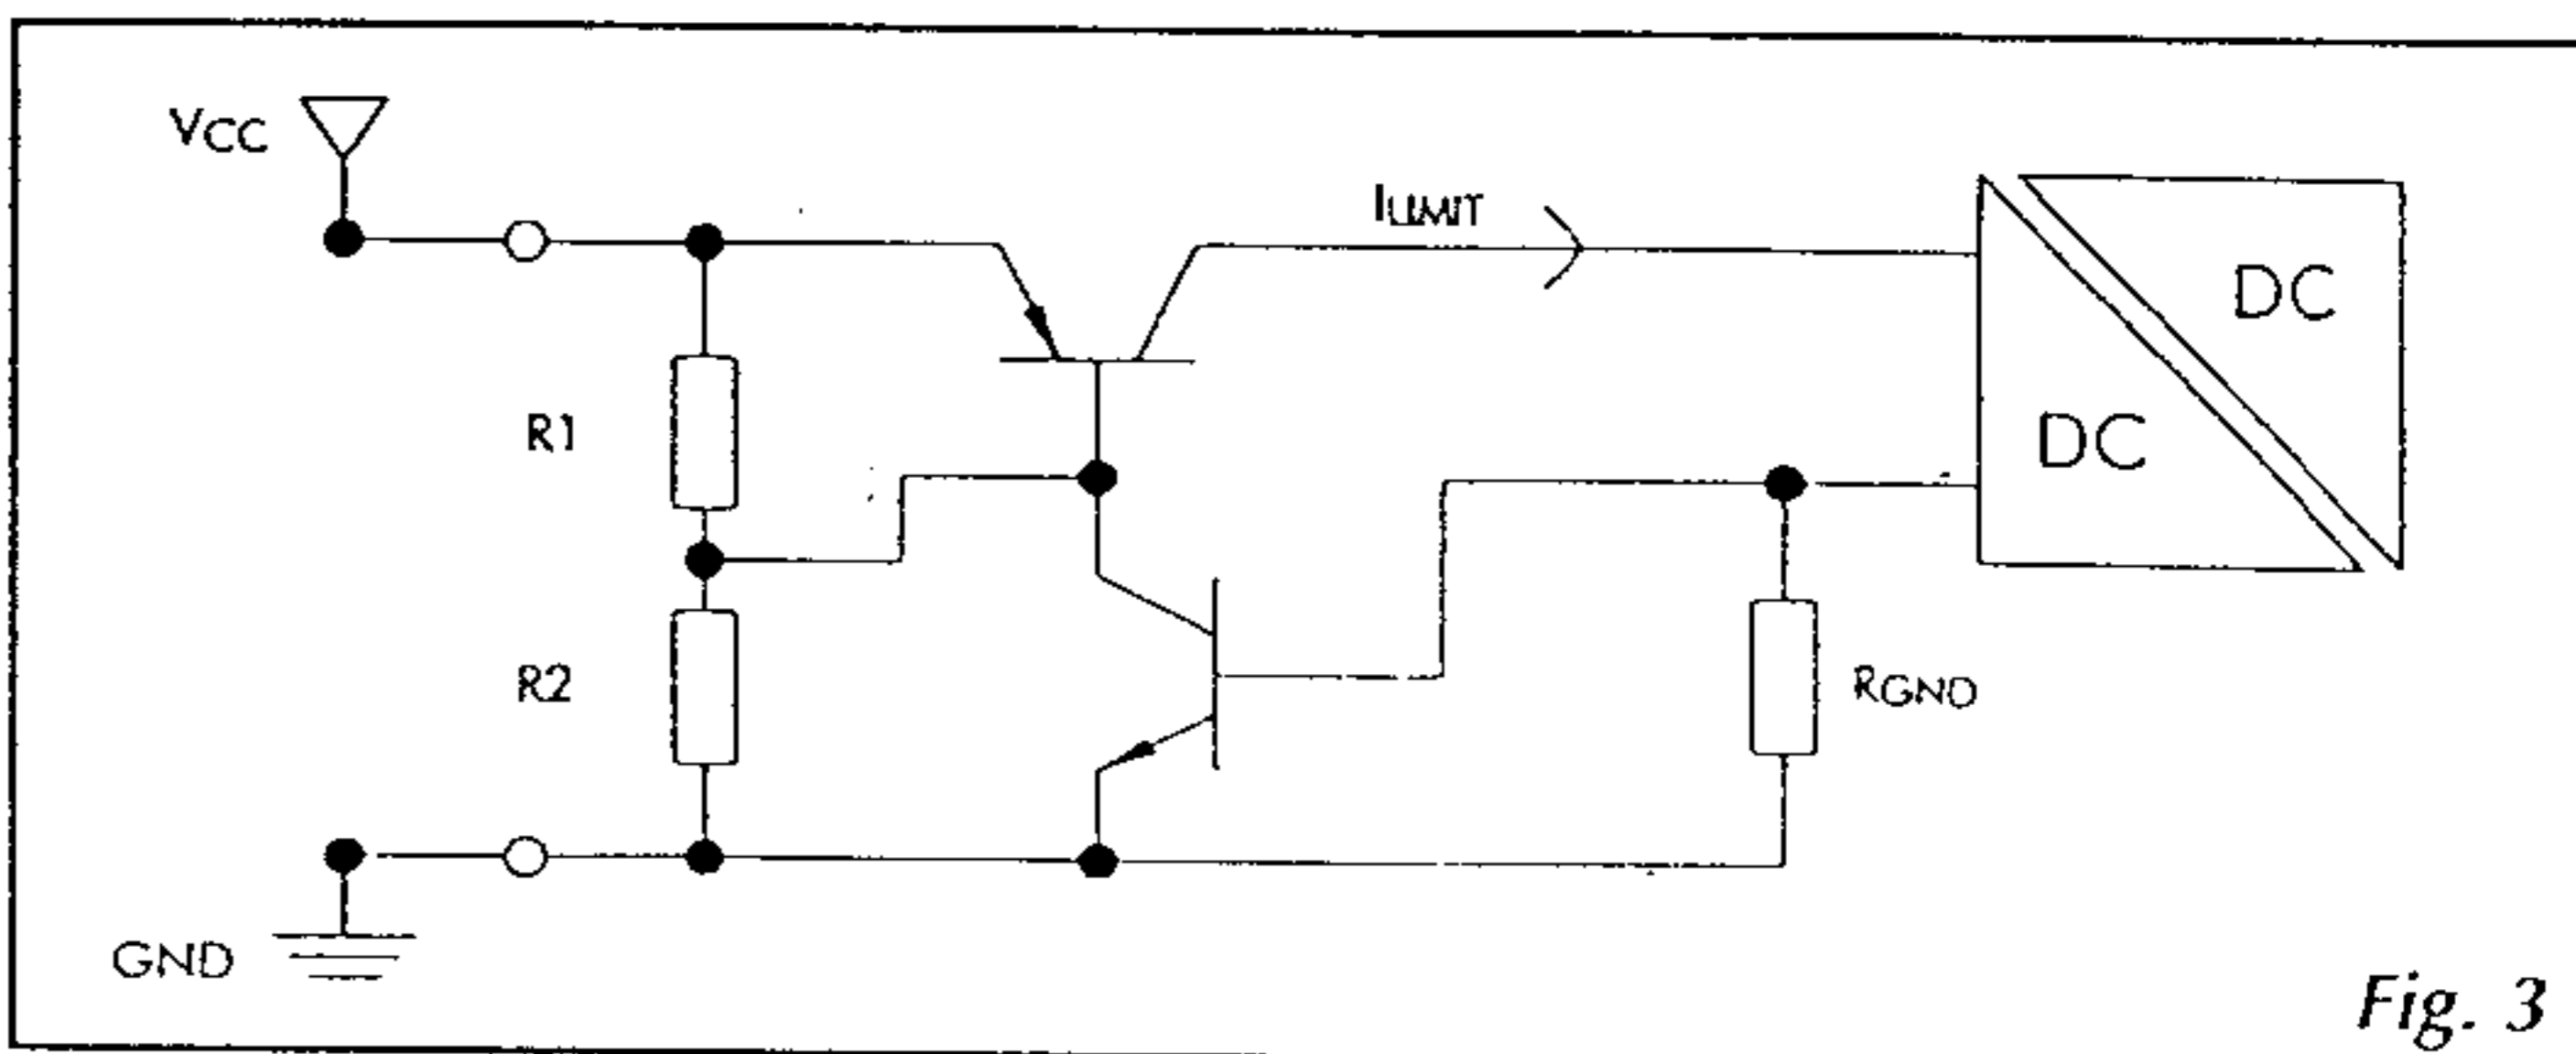 VCC
ILIMIT
DC
R1
DC
R2
RGND
GND
Fig. 3